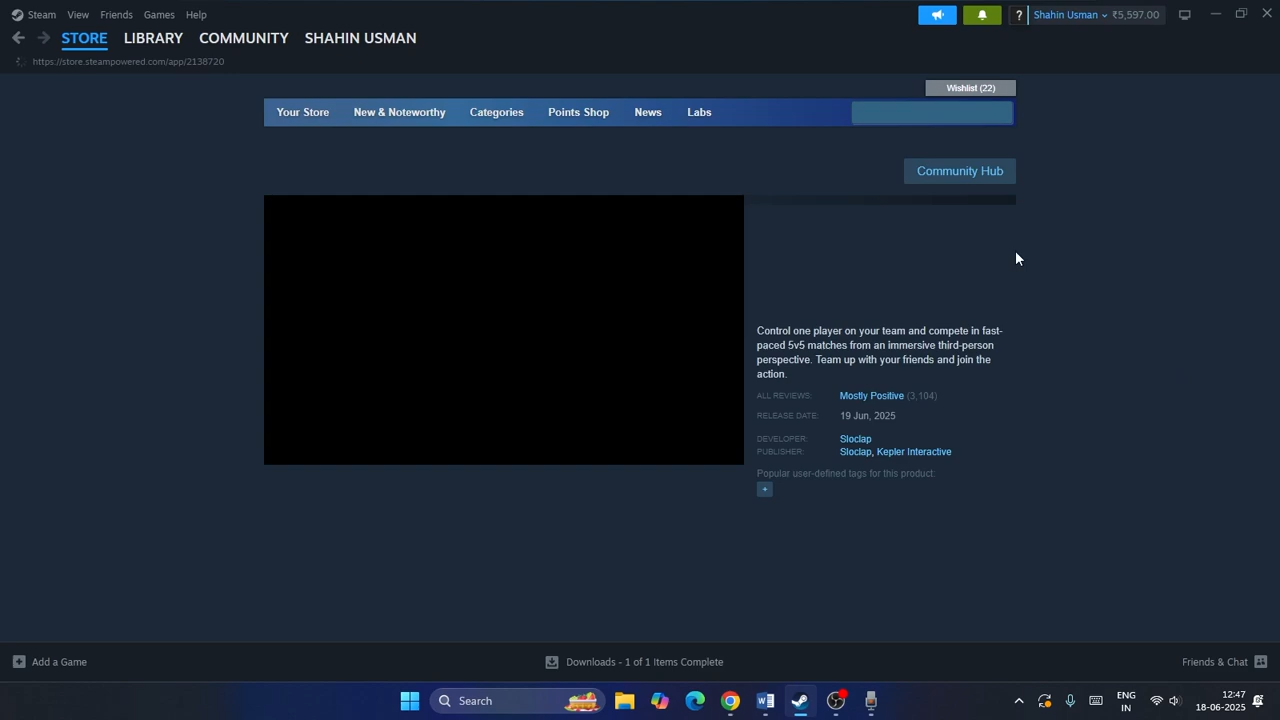 Steam View Friends Games Help
? Shahin Usman ₹5,597.00
STORE LIBRARY COMMUNITY SHAHIN USMAN
https://store.steampowered.com/app/2138720
Wishlist (22)
Your Store New & Noteworthy Categories Points Shop News Labs
Community Hub
Control one player on your team and compete in fast-
paced 5v5 matches from an immersive third-person
perspective. Team up with your friends and join the
action.
ALL REVIEWS: Mostly Positive (3,104)
RELEASE DATE: 19 Jun, 2025
DEVELOPER: Sloclap
PUBLISHER: Sloclap, Kepler Interactive
Popular user-defined tags for this product:
+
Add a Game Downloads - 1 of 1 Items Complete Friends & Chat
Search ENG 12:47
IN 18-06-2025